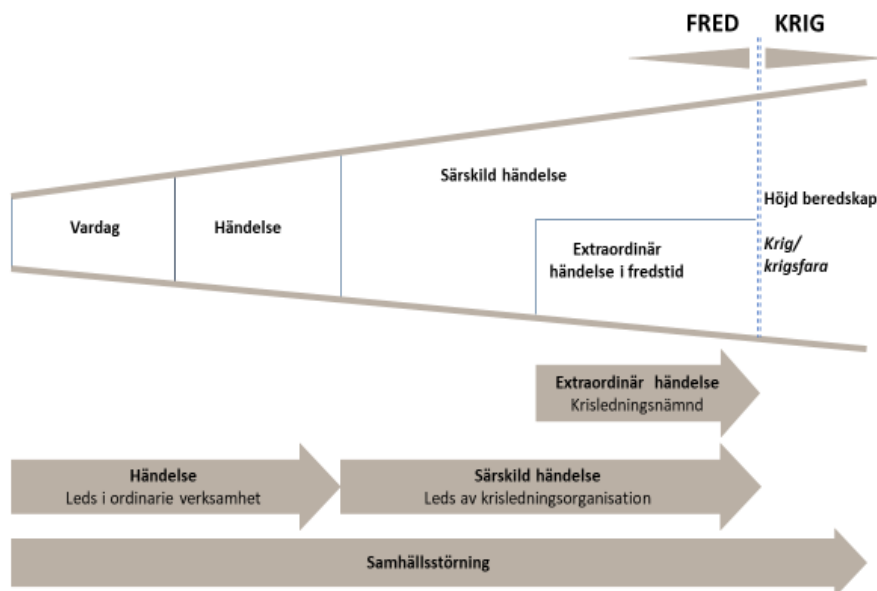 FRED KRIG
Särskild händelse
Vardag
Händelse
Extraordinär
händelse i fredstid
Höjd beredskap
Krig/
krigsfara
Extraordinär händelse
Krisledningsnämnd
Händelse
Leds i ordinarie verksamhet
Särskild händelse
Leds av krisledningsorganisation
Samhällsstörning